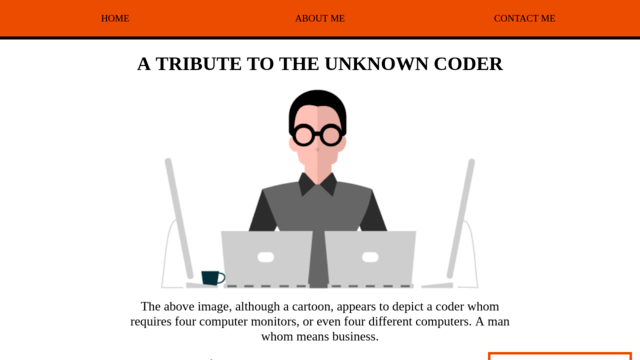 HOME
ABOUT ME
CONTACT ME
A TRIBUTE TO THE UNKNOWN CODER
The above image, although a cartoon, appears to depict a coder whom
requires four computer monitors, or even four different computers. A man
whom means business.